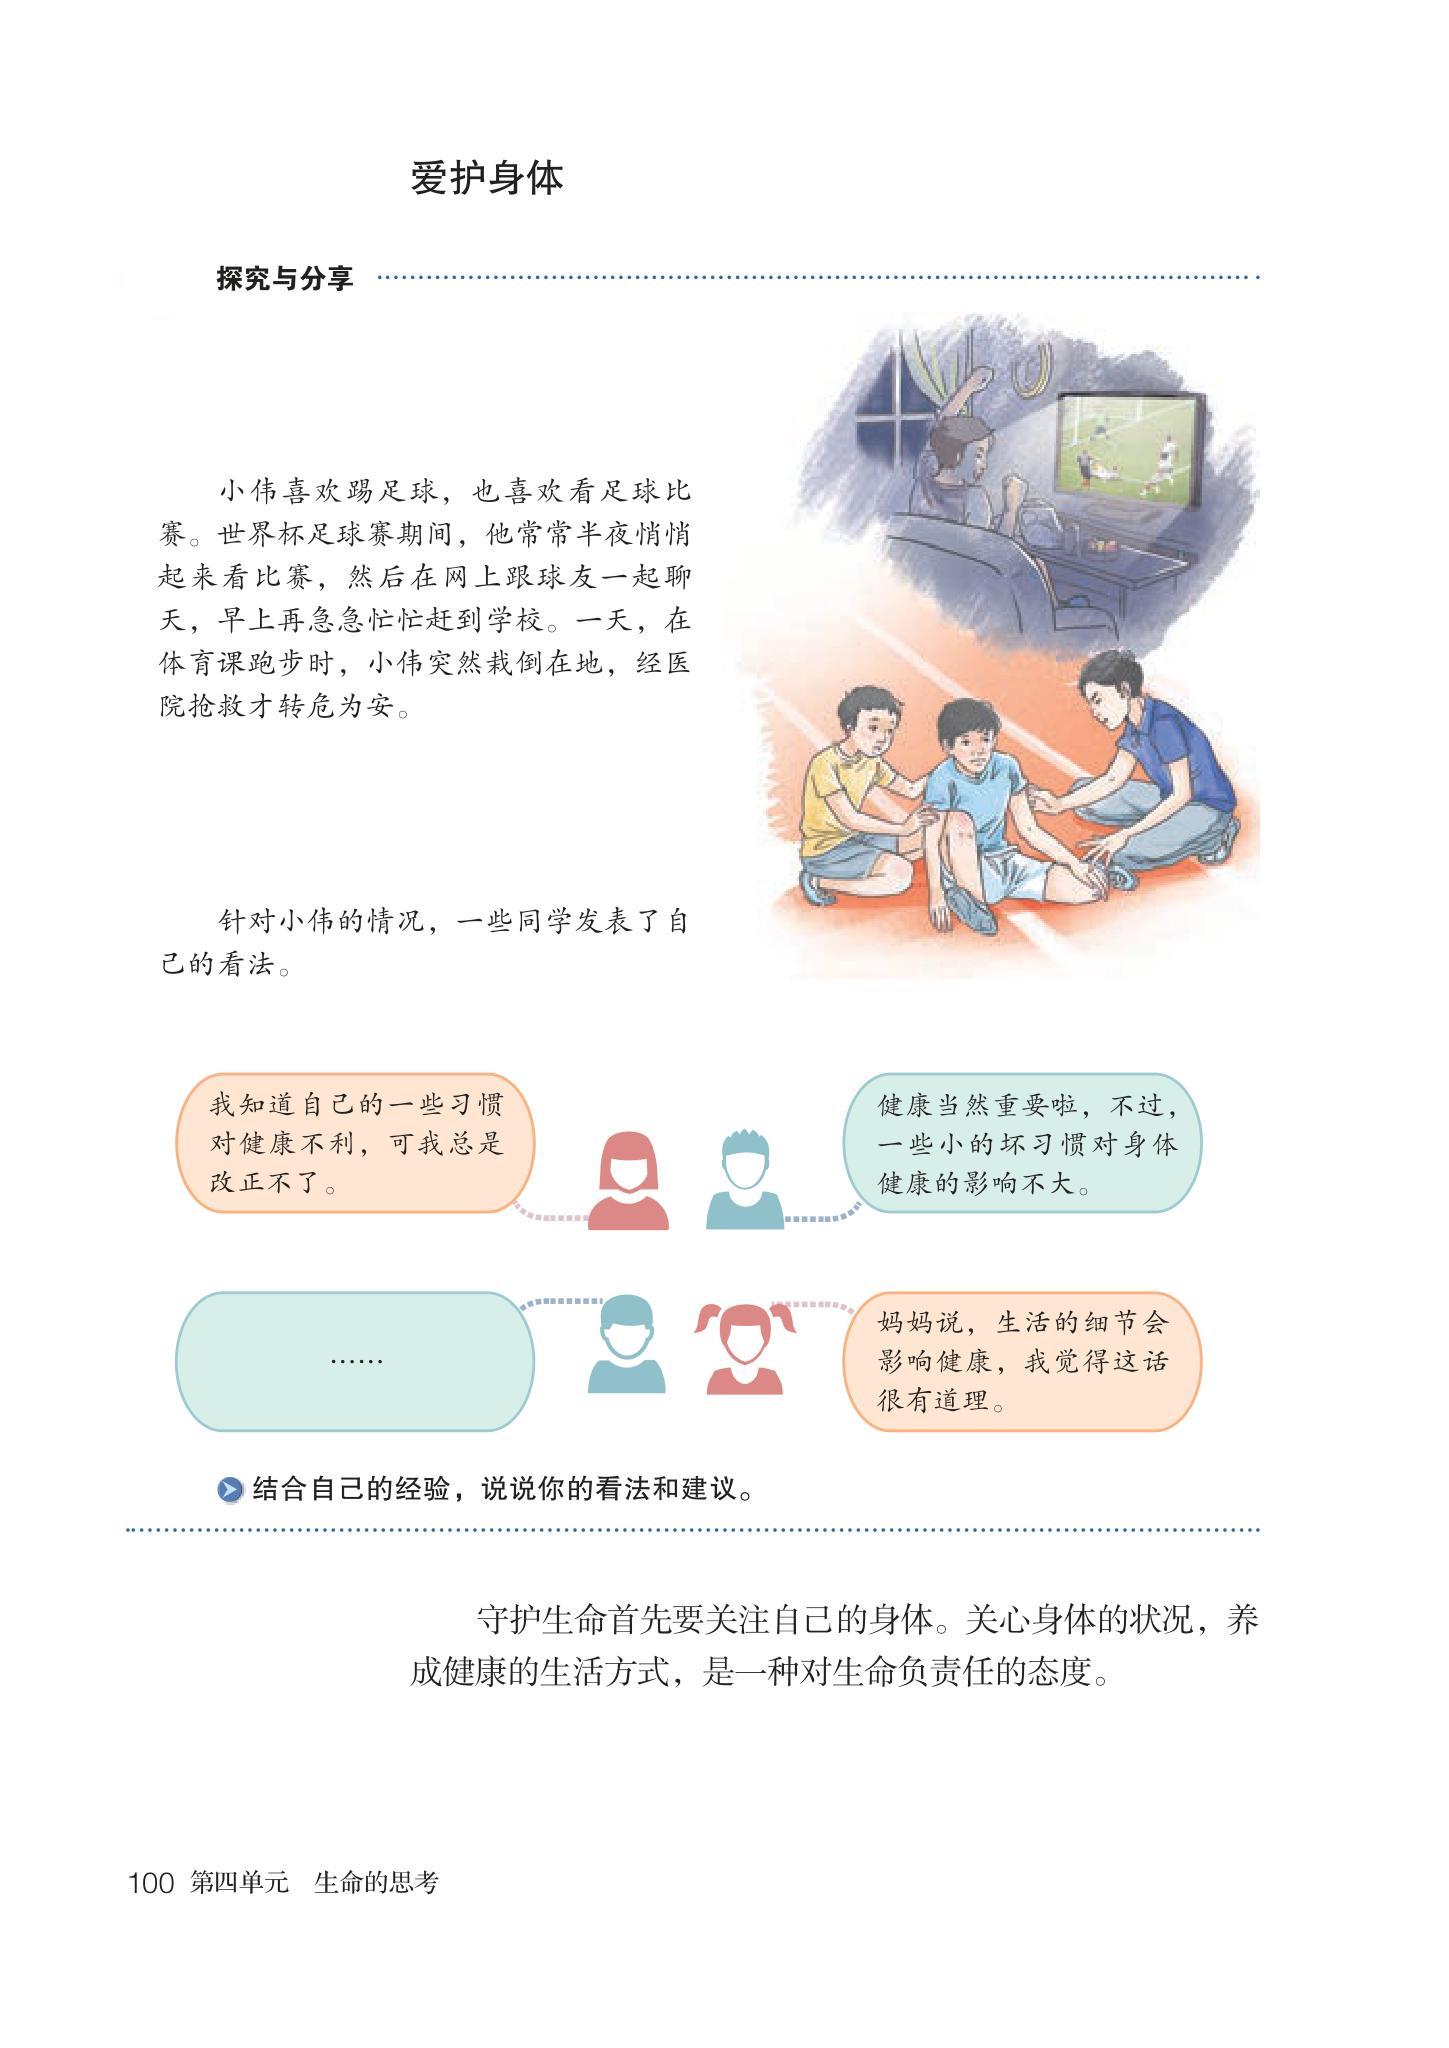 爱护身体
探究与分享
小伟喜欢踢足球，也喜欢看足球比
赛。世界杯足球赛期间，他常常半夜悄悄
起来看比赛，然后在网上跟球友一起聊
天，早上再急急忙忙赶到学校。一天，在
体育课跑步时，小伟突然栽倒在地，经医
院抢救才转危为安。
针对小伟的情况，一些同学发表了自
己的看法。
我知道自己的一些习惯
对健康不利，可我总是
改正不了。
健康当然重要啦，不过，
一些小的坏习惯对身体
健康的影响不大。
……
妈妈说，生活的细节会
影响健康，我觉得这话
很有道理。
结合自己的经验，说说你的看法和建议。
守护生命首先要关注自己的身体。关心身体的状况，养
成健康的生活方式，是一种对生命负责任的态度。
100 第四单元　生命的思考